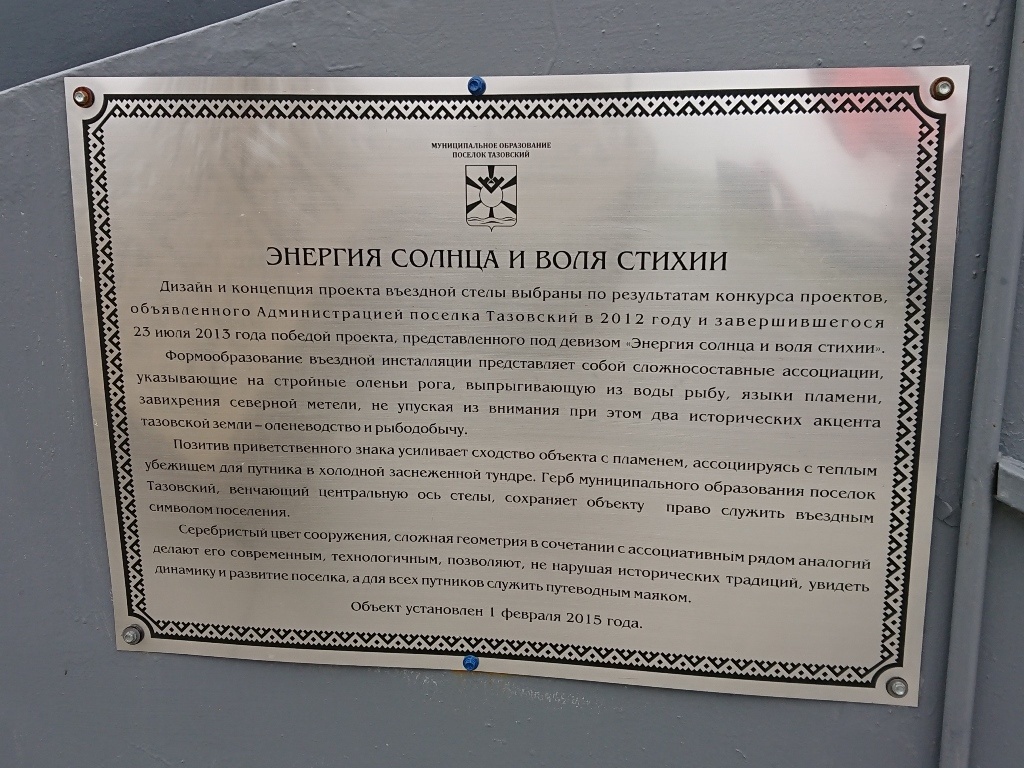 МУНИЦИПАЛЬНОЕ ОБРАЗОВАНИЕ
ПОСЕЛОК ТАЗОВСКИЙ
ЭНЕРГИЯ СОЛНЦА И ВОЛЯ СТИХИИ
Дизайн и концепция проекта въездной стелы выбраны по результатам конкурса проектов,
объявленного Администрацией поселка Тазовский в 2012 году и завершившегося
23 июля 2013 года победой проекта, представленного под девизом «Энергия солнца и воля стихии».
Формообразование въездной инсталляции представляет собой сложносоставные ассоциации,
указывающие на стройные оленьи рога, выпрыгивающую из воды рыбу, языки пламени,
завихрения северной метели, не упуская из внимания при этом два исторических акцента
тазовской земли – оленеводство и рыбодобычу.
Позитив приветственного знака усиливает сходство объекта с пламенем, ассоциируясь с теплым
убежищем для путника в холодной заснеженной тундре. Герб муниципального образования поселок
Тазовский, венчающий центральную ось стелы, сохраняет объекту право служить въездным
символом поселения.
Серебристый цвет сооружения, сложная геометрия в сочетании с ассоциативным рядом аналогий
делают его современным, технологичным, позволяют, не нарушая исторических традиций, увидеть
динамику и развитие поселка, а для всех путников служить путеводным маяком.
Объект установлен 1 февраля 2015 года.